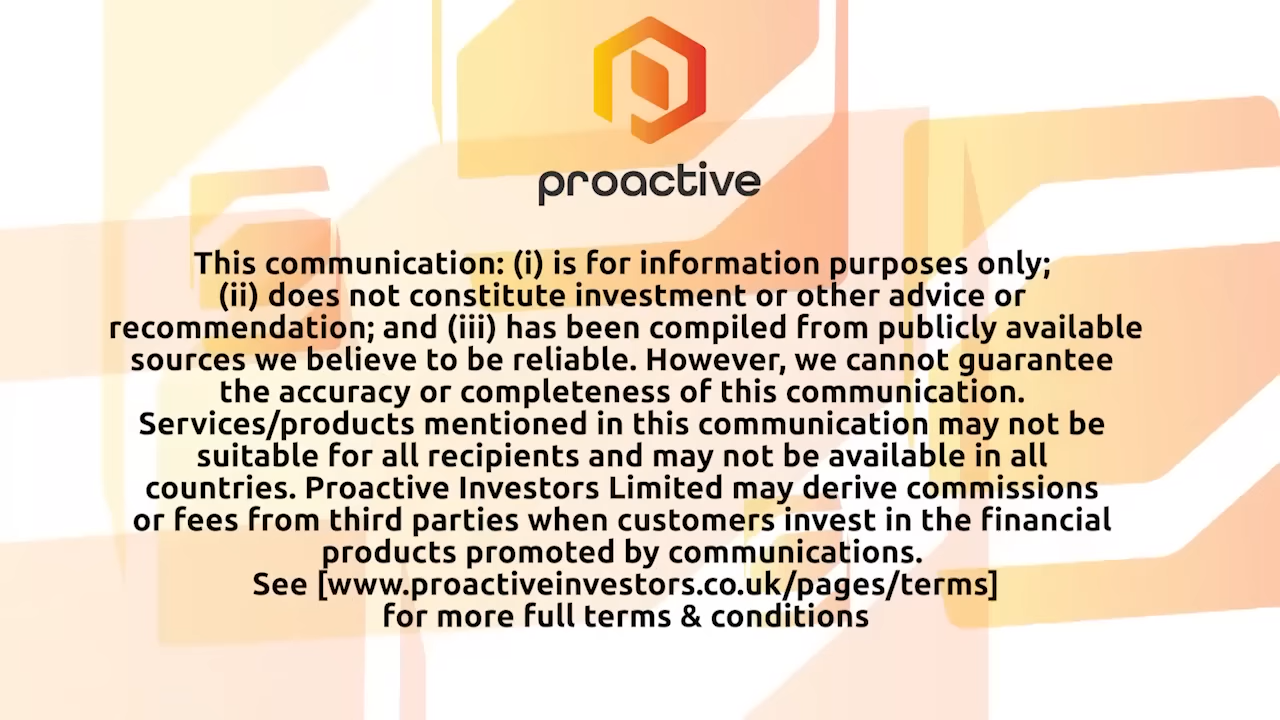 proactive
This communication: (i) is for information purposes only;
(ii) does not constitute investment or other advice or
recommendation; and (iii) has been compiled from publicly available
sources we believe to be reliable. However, we cannot guarantee
the accuracy or completeness of this communication.
Services/products mentioned in this communication may not be
suitable for all recipients and may not be available in all
countries. Proactive Investors Limited may derive commissions
or fees from third parties when customers invest in the financial
products promoted by communications.
See [www.proactiveinvestors.co.uk/pages/terms]
for more full terms & conditions